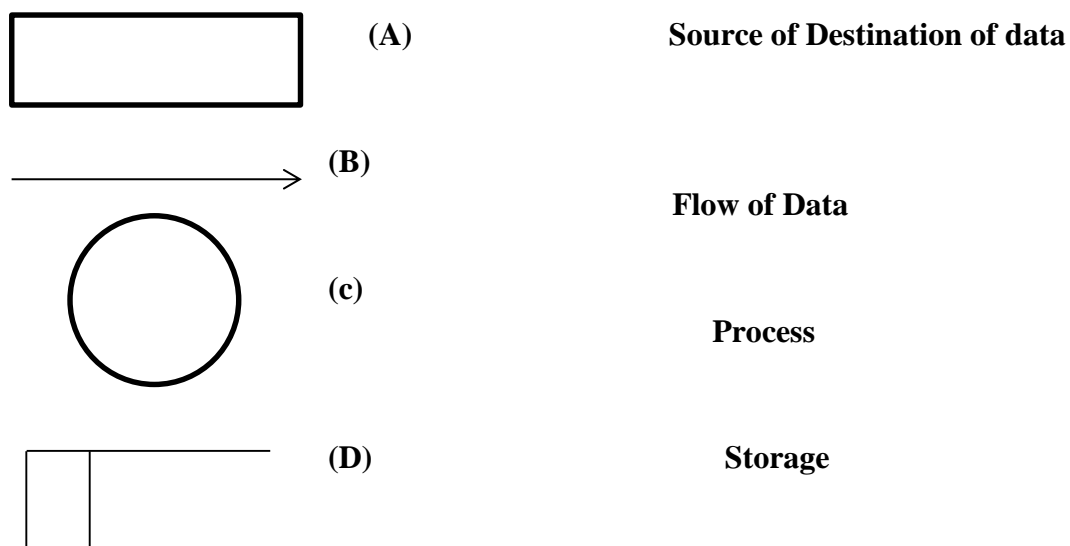 (A) Source of Destination of data
(B)
Flow of Data
(c)
Process
(D) Storage